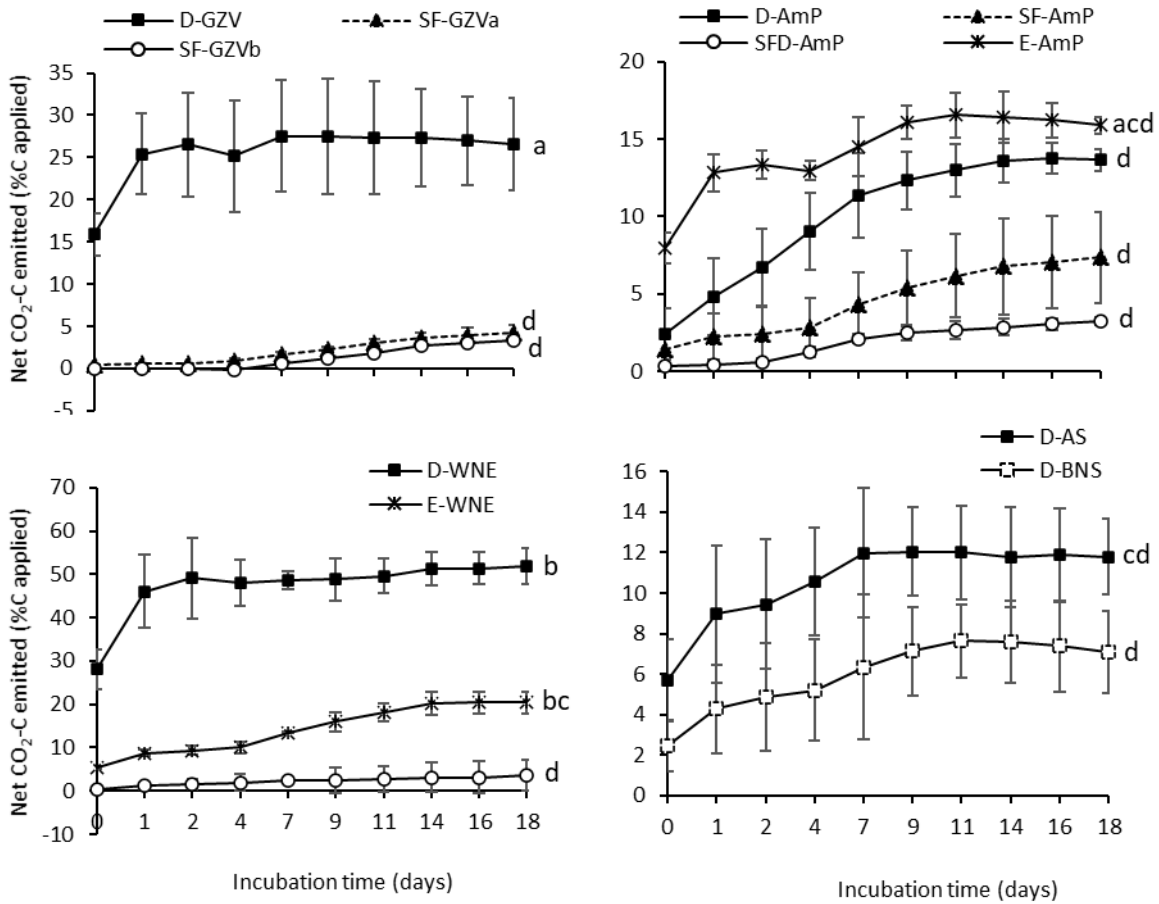 D-GZV
SF-GZVa
SF-GZVb
Net CO₂-C emitted (%C applied)
35
30
25
20
15
10
5
0
-5
a
d
d
D-AmP
SF-AmP
SFD-AmP
E-AmP
20
15
10
5
0
acd
d
d
d
D-WNE
E-WNE
Net CO₂-C emitted (%C applied)
70
60
50
40
30
20
10
0
-10
b
bc
d
0 1 2 4 7 9 11 14 16 18
Incubation time (days)
D-AS
D-BNS
16
14
12
10
8
6
4
2
0
cd
d
0 1 2 4 7 9 11 14 16 18
Incubation time (days)